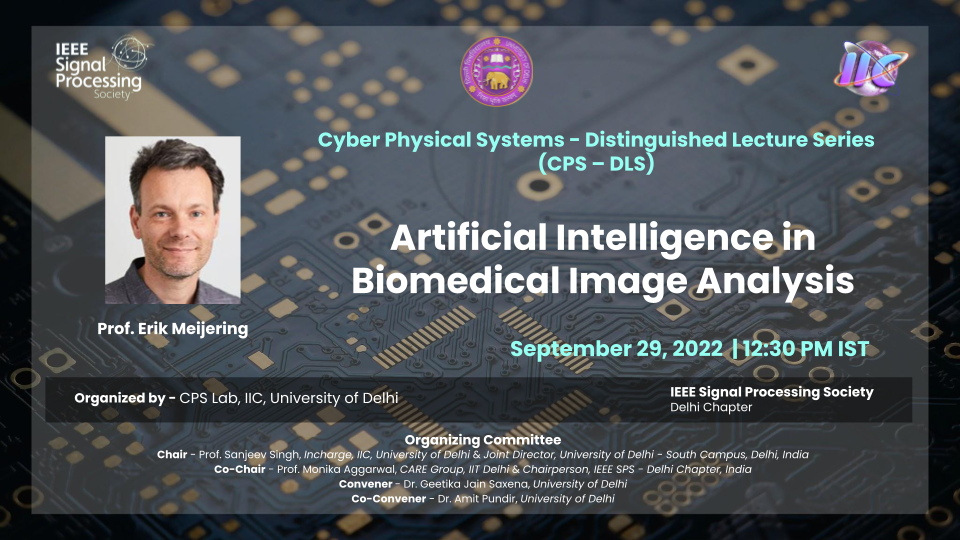 IEEE
Signal
Processing
Society
IIC
Cyber Physical Systems - Distinguished Lecture Series
(CPS – DLS)
Artificial Intelligence in
Biomedical Image Analysis
Prof. Erik Meijering
September 29, 2022 | 12:30 PM IST
Organized by - CPS Lab, IIC, University of Delhi
IEEE Signal Processing Society
Delhi Chapter
Organizing Committee
Chair - Prof. Sanjeev Singh, Incharge, IIC, University of Delhi & Joint Director, University of Delhi - South Campus, Delhi, India
Co-Chair - Prof. Monika Aggarwal, CARE Group, IIT Delhi & Chairperson, IEEE SPS - Delhi Chapter, India
Convener - Dr. Geetika Jain Saxena, University of Delhi
Co-Convener - Dr. Amit Pundir, University of Delhi